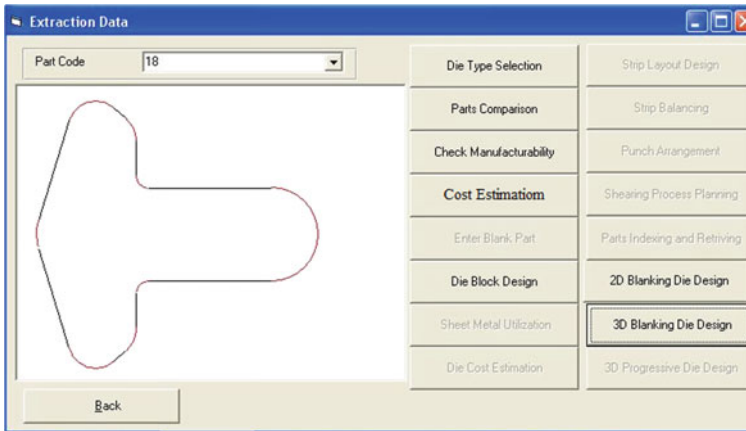 Extraction Data
Part Code 18
Die Type Selection
Strip Layout Design
Parts Comparison
Strip Balancing
Check Manufacturability
Punch Arrangement
Cost Estimatiom
Shearing Process Planning
Enter Blank Part
Parts Indexing and Retriving
Die Block Design
2D Blanking Die Design
Sheet Metal Utilization
3D Blanking Die Design
Die Cost Estimation
3D Progressive Die Design
Back